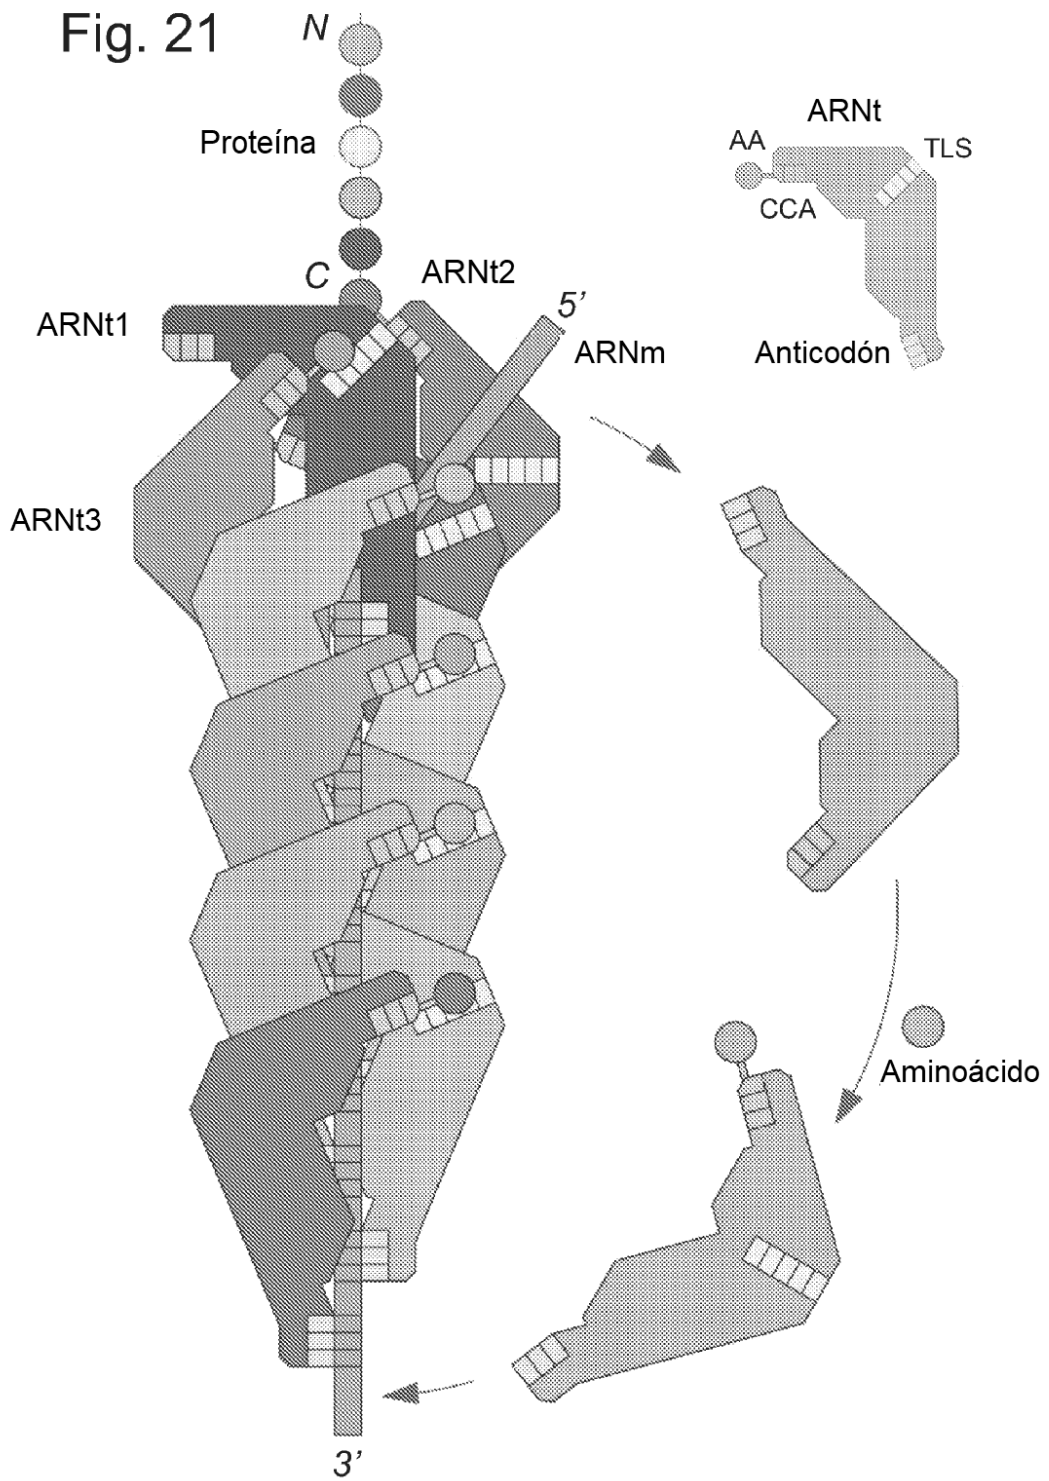 Fig. 21
N
Proteína
ARNt
AA
TLS
CCA
C
ARNt2
ARNt1
5’
ARNm
Anticodón
ARNt3
Aminoácido
3’